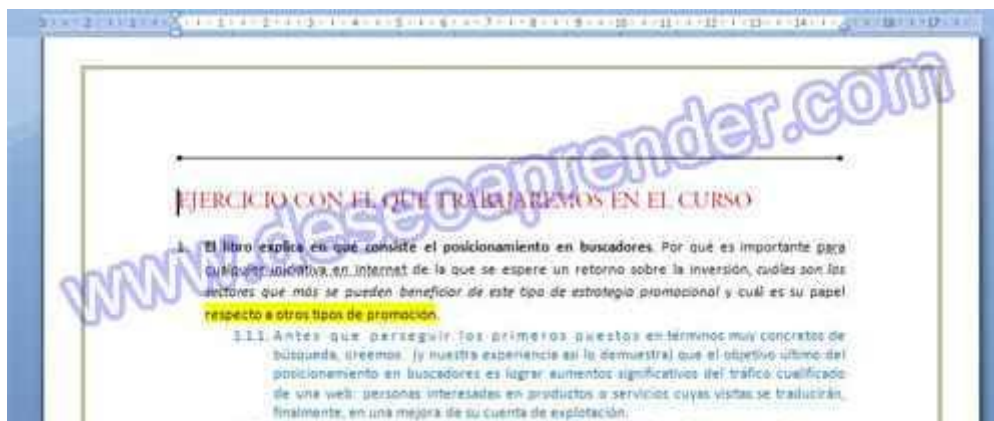 www.deseoaprender.com
EJERCICIO CON EL QUE TRABAJAREMOS EN EL CURSO
1. El libro explica en qué consiste el posicionamiento en buscadores. Por qué es importante para
cualquier iniciativa en Internet de la que se espere un retorno sobre la inversión, cuáles son los
sectores que más se pueden beneficiar de este tipo de estrategia promocional y cuál es su papel
respecto a otros tipos de promoción.
1.1.1. Antes que perseguir los primeros puestos en términos muy concretos de
búsqueda, creemos (y nuestra experiencia así lo demuestra) que el objetivo último del
posicionamiento en buscadores es lograr aumentos significativos del tráfico cualificado
de una web: personas interesadas en productos o servicios cuyas visitas se traducirán,
finalmente, en una mejora de su cuenta de explotación.